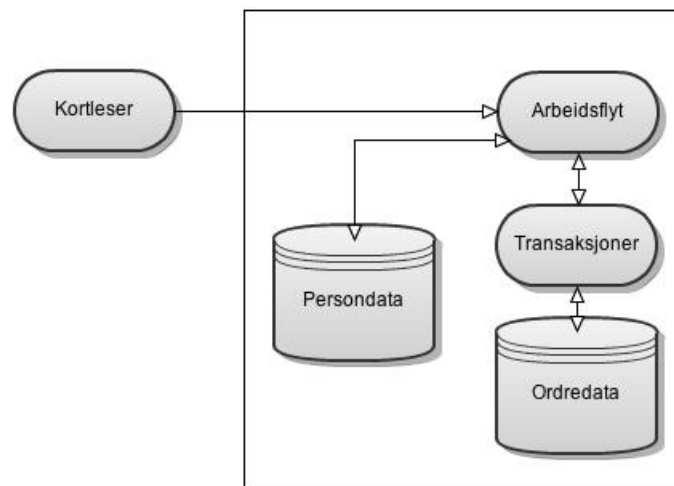 Kortleser
Arbeidsflyt
Transaksjoner
Persondata
Ordredata